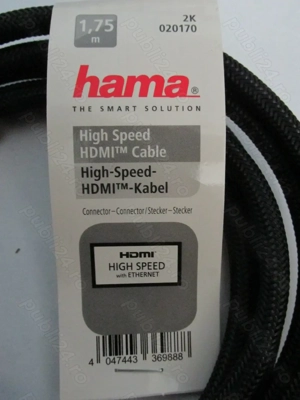 1,75
m
2K
020170
hama®
THE SMART SOLUTION
High Speed
HDMI™ Cable
High-Speed-
HDMI™-Kabel
Connector–Connector/Stecker–Stecker
HDMI
HIGH SPEED
with ETHERNET
4 047443 369888